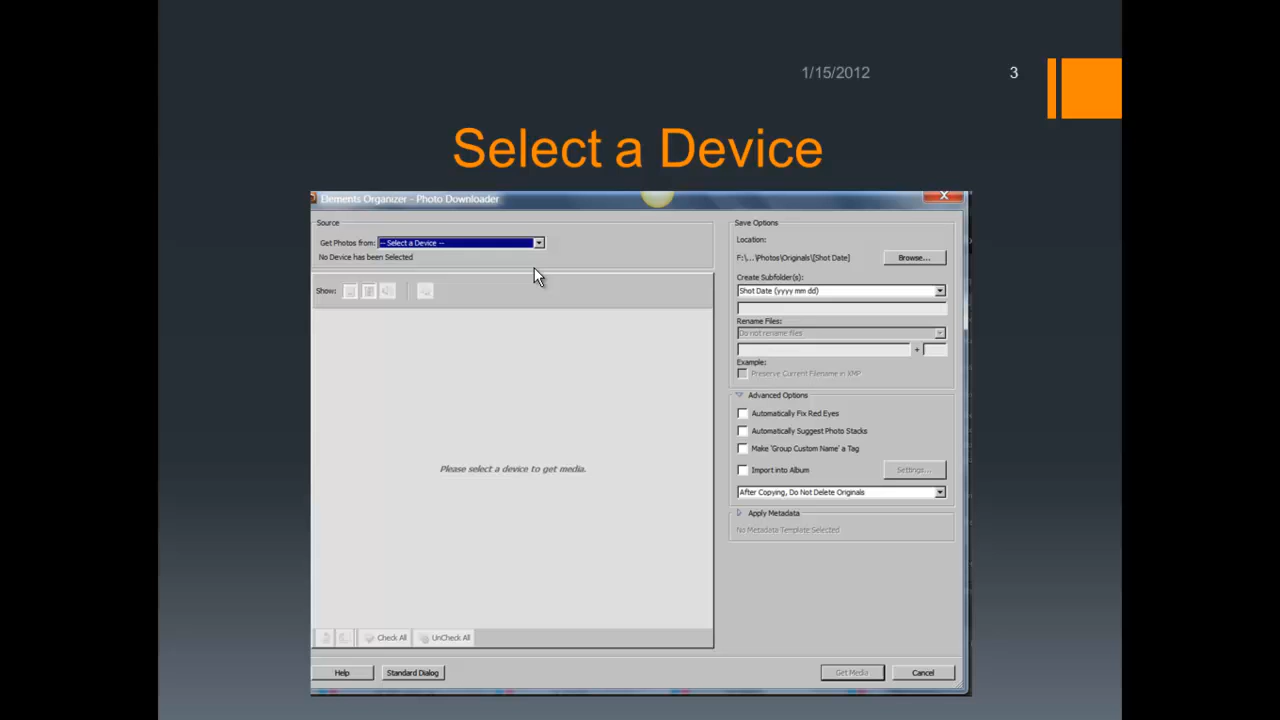 1/15/2012
3
Select a Device
Elements Organizer - Photo Downloader
Source
Get Photos from: -- Select a Device --
No Device has been Selected
Show:
Please select a device to get media.
Check All
UnCheck All
Help
Standard Dialog
Save Options
Location:
F:\...\Photos\Originals\[Shot Date]
Browse...
Create Subfolder(s):
Shot Date (yyyy mm dd)
Rename Files:
Do not rename files
+
Example:
Preserve Current Filename in XMP
Advanced Options
Automatically Fix Red Eyes
Automatically Suggest Photo Stacks
Make 'Group Custom Name' a Tag
Import into Album
Settings...
After Copying, Do Not Delete Originals
Apply Metadata
No Metadata Template Selected
Get Media
Cancel